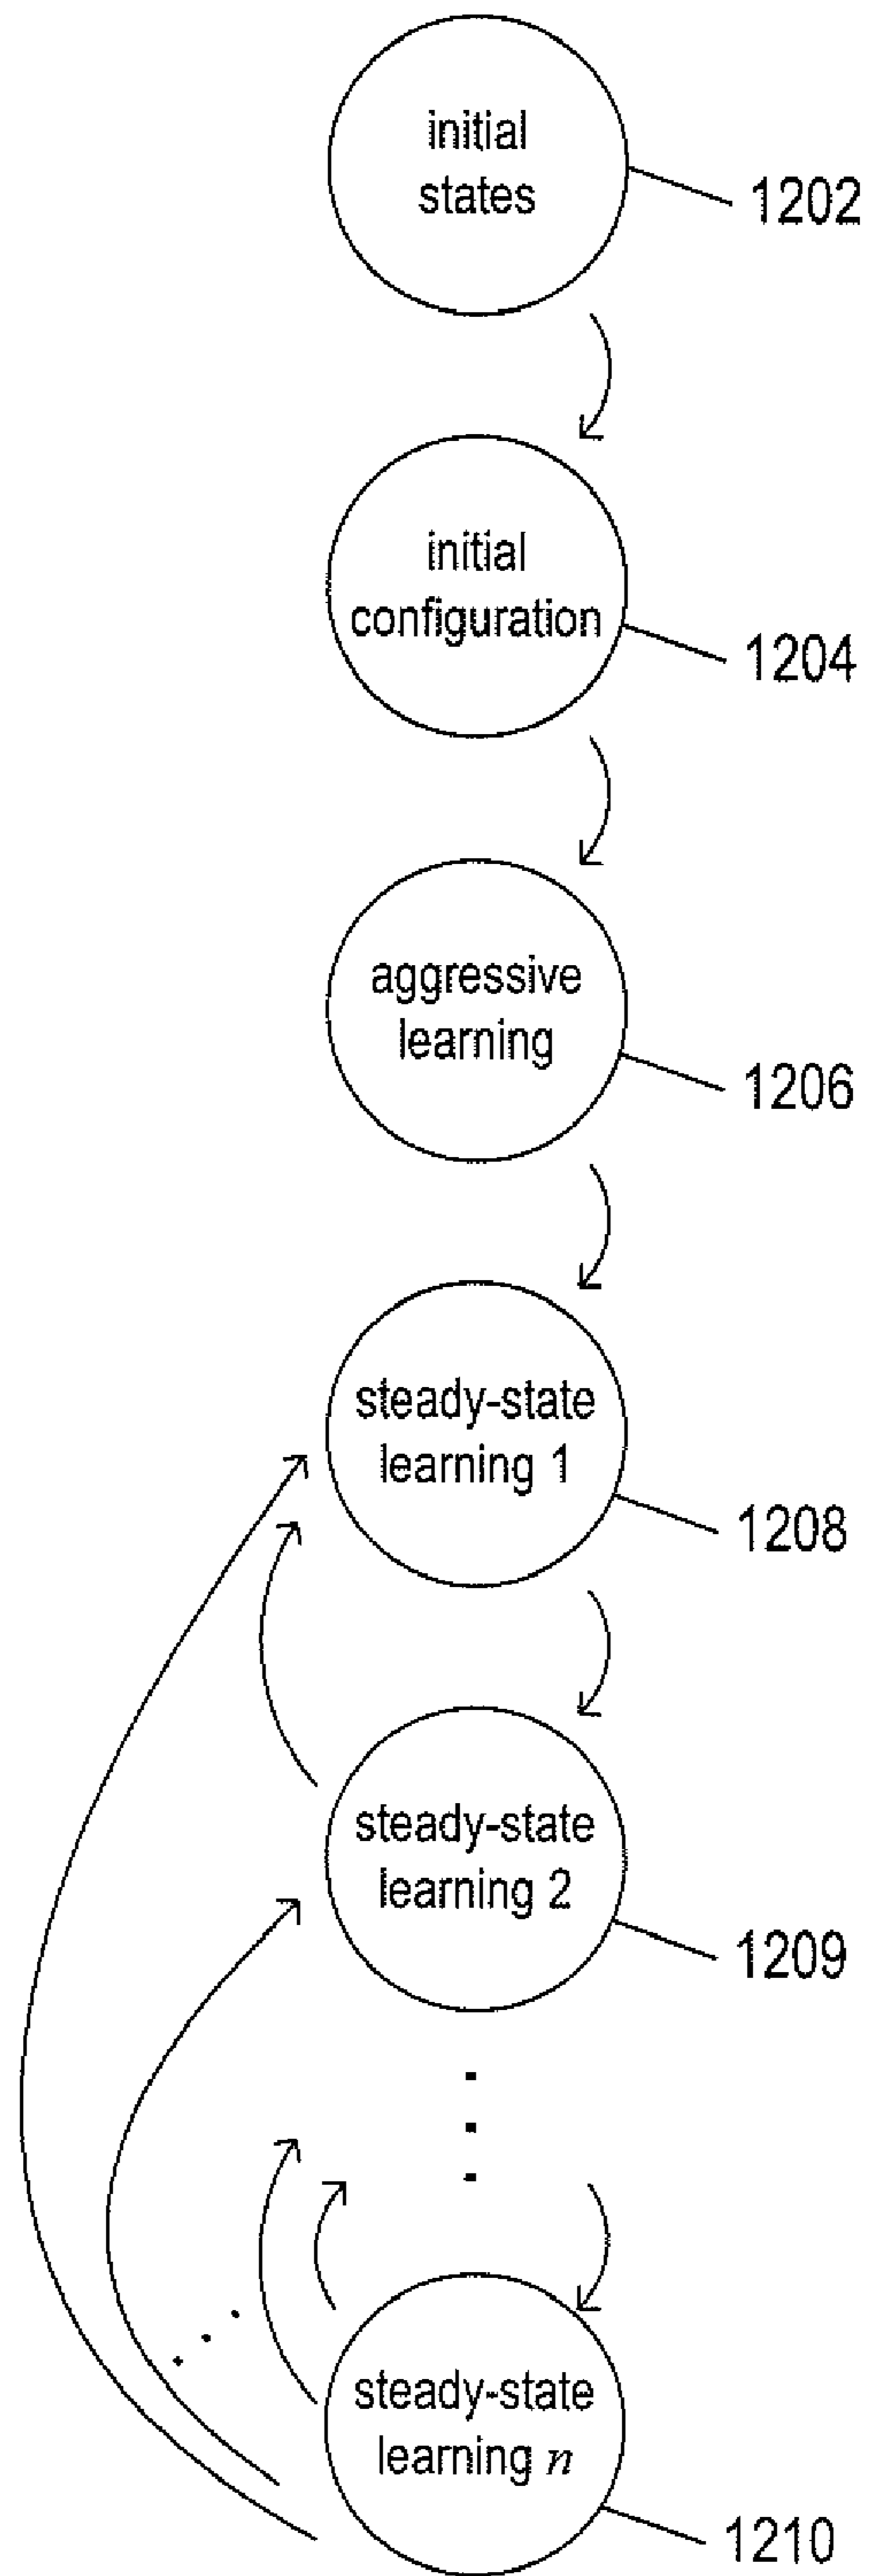 initial
states
1202
initial
configuration
1204
aggressive
learning
1206
steady-state
learning 1
1208
steady-state
learning 2
1209
steady-state
learning n
1210